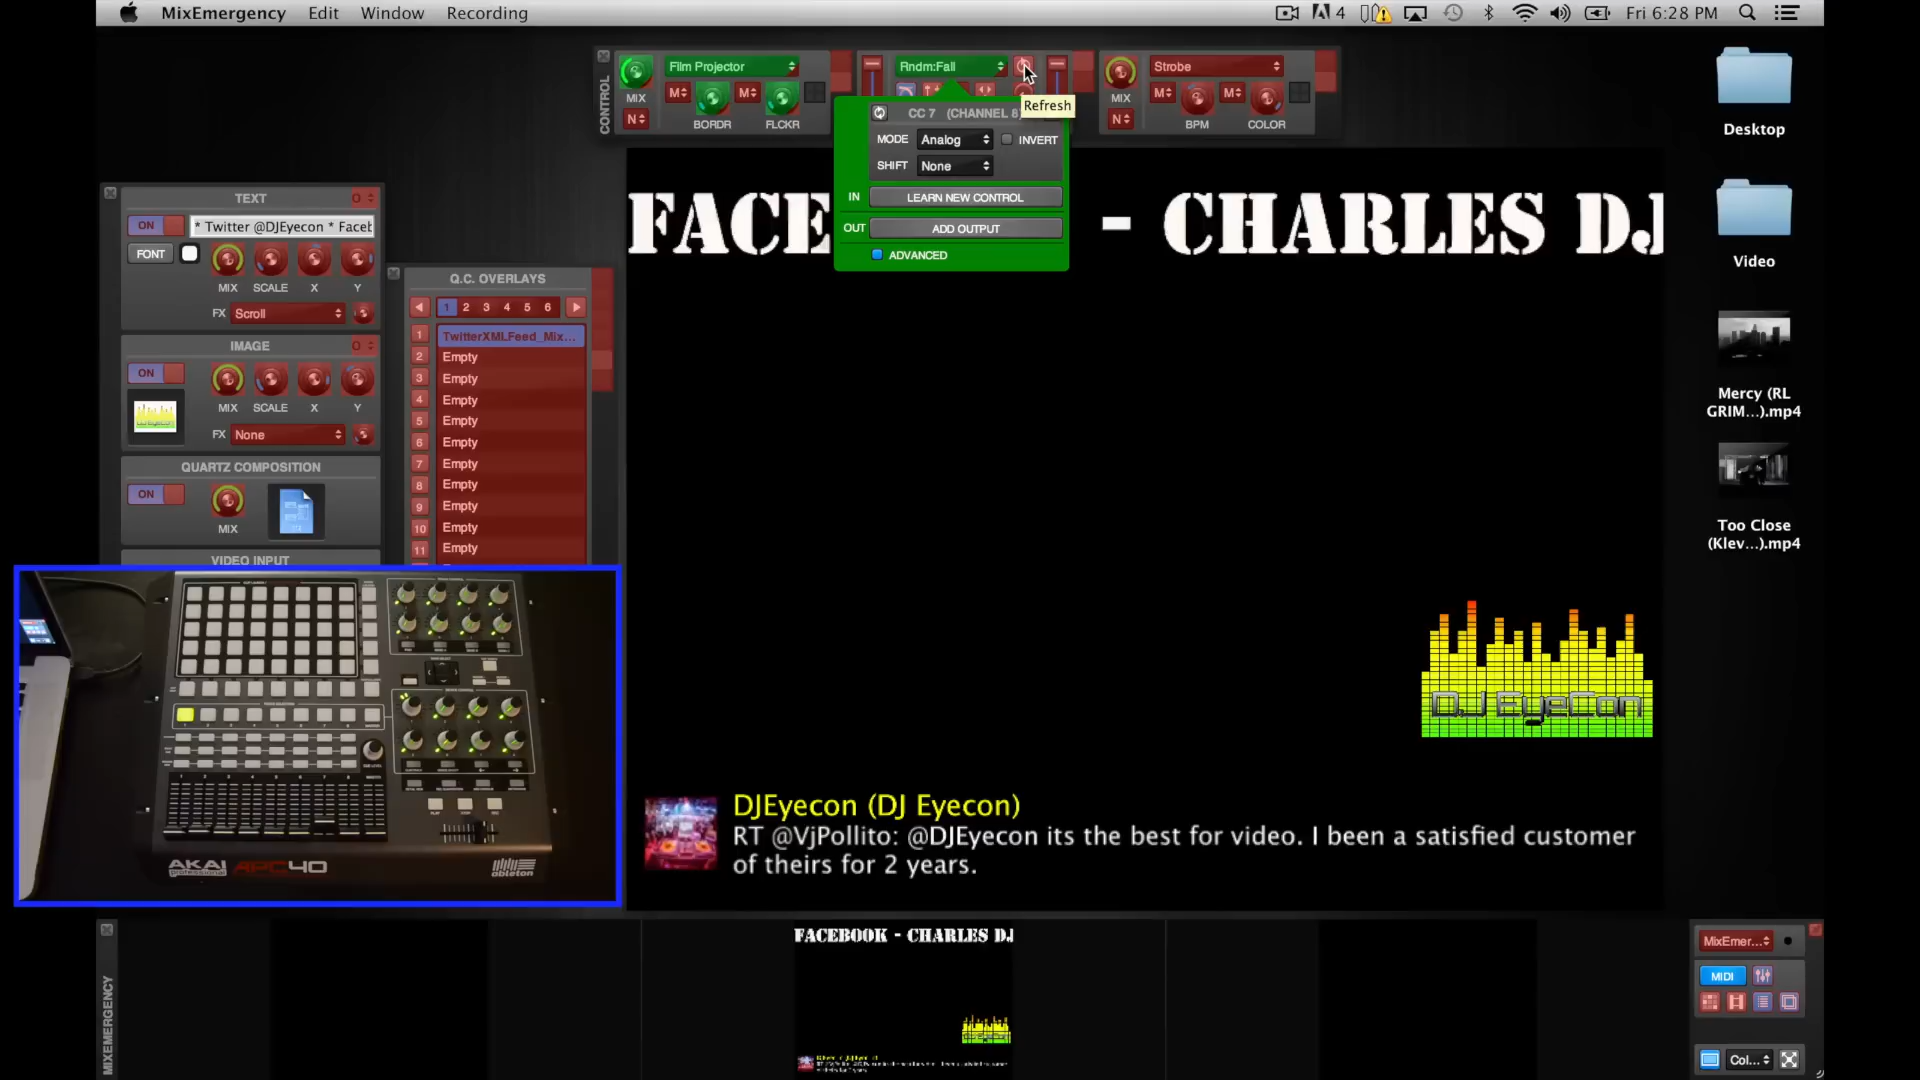 MixEmergency Edit Window Recording
4 Fri 6:28 PM
CONTROL
Film Projector
MIX
M
M
N
BORDR
FLCKR
Rndm:Fall
Refresh
CC 7 (CHANNEL 8
MODE Analog INVERT
SHIFT None
IN LEARN NEW CONTROL
OUT ADD OUTPUT
ADVANCED
Strobe
MIX
M
M
N
BPM
COLOR
Desktop
Video
Mercy (RL
GRIM...).mp4
Too Close
(Klev...).mp4
TEXT
ON * Twitter @DJEyecon * Faceb
FONT
MIX SCALE X Y
FX Scroll
IMAGE
ON
MIX SCALE X Y
FX None
QUARTZ COMPOSITION
ON
MIX
VIDEO INPUT
Q.C. OVERLAYS
1 2 3 4 5 6
1 TwitterXMLFeed_Mix...
2 Empty
3 Empty
4 Empty
5 Empty
6 Empty
7 Empty
8 Empty
9 Empty
10 Empty
11 Empty
FACE - CHARLES DJ
DJ EyeCon
DJEyecon (DJ Eyecon)
RT @VjPollito: @DJEyecon its the best for video. I been a satisfied customer
of theirs for 2 years.
AKAI
professional
APC40
ableton
MIXEMERGENCY
FACEBOOK - CHARLES DJ
MixEmer...
MIDI
Col...